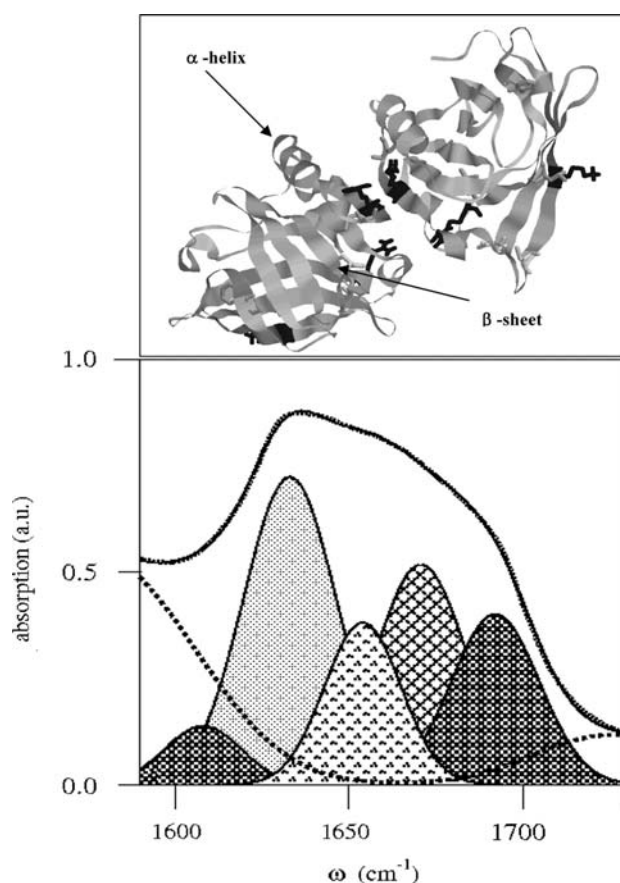 α -helix
β -sheet
1.0
0.5
0.0
absorption (a.u.)
1600 1650 1700
ω (cm⁻¹)